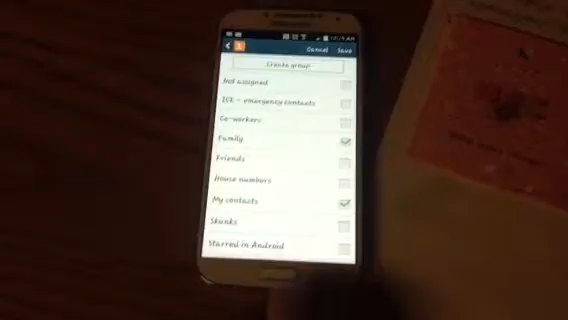 Cancel Save
Create group
Not assigned
ICE - emergency contacts
Co-workers
Family
Friends
House numbers
My contacts
Skunks
Starred in Android